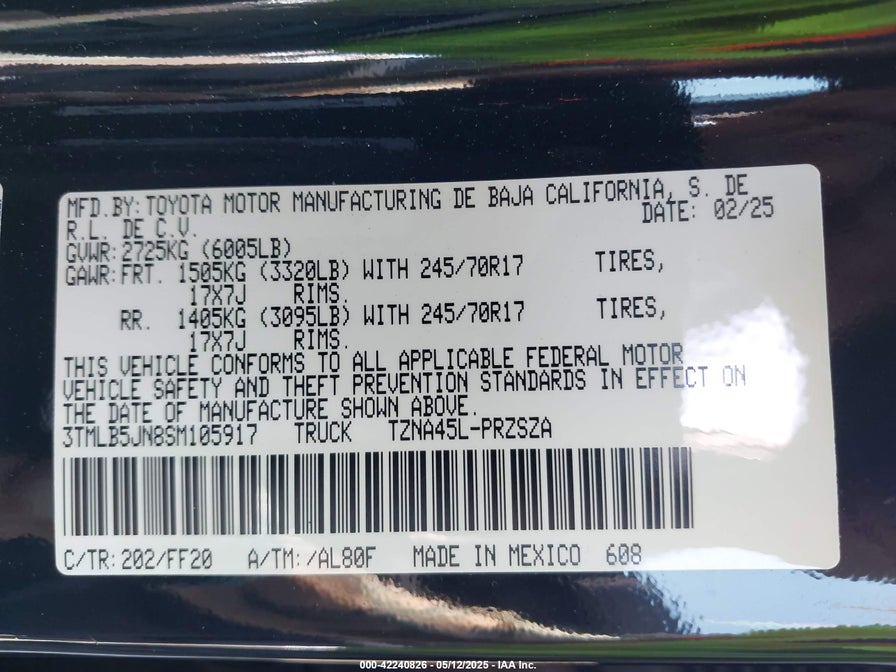 MFD.BY:TOYOTA MOTOR MANUFACTURING DE BAJA CALIFORNIA, S. DE
R.L. DE C.V. DATE: 02/25
GVWR:2725KG (6005LB)
GAWR:FRT. 1505KG (3320LB) WITH 245/70R17 TIRES,
17X7J RIMS.
RR. 1405KG (3095LB) WITH 245/70R17 TIRES,
17X7J RIMS.
THIS VEHICLE CONFORMS TO ALL APPLICABLE FEDERAL MOTOR
VEHICLE SAFETY AND THEFT PREVENTION STANDARDS IN EFFECT ON
THE DATE OF MANUFACTURE SHOWN ABOVE.
3TMLB5JN8SM105917 TRUCK TZNA45L-PRZSZA
C/TR:202/FF20 A/TM:/AL80F MADE IN MEXICO 608
000-42240826 - 05/12/2025 - IAA Inc.